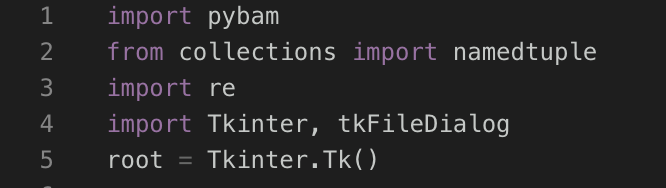 1 import pybam
2 from collections import namedtuple
3 import re
4 import Tkinter, tkFileDialog
5 root = Tkinter.Tk()